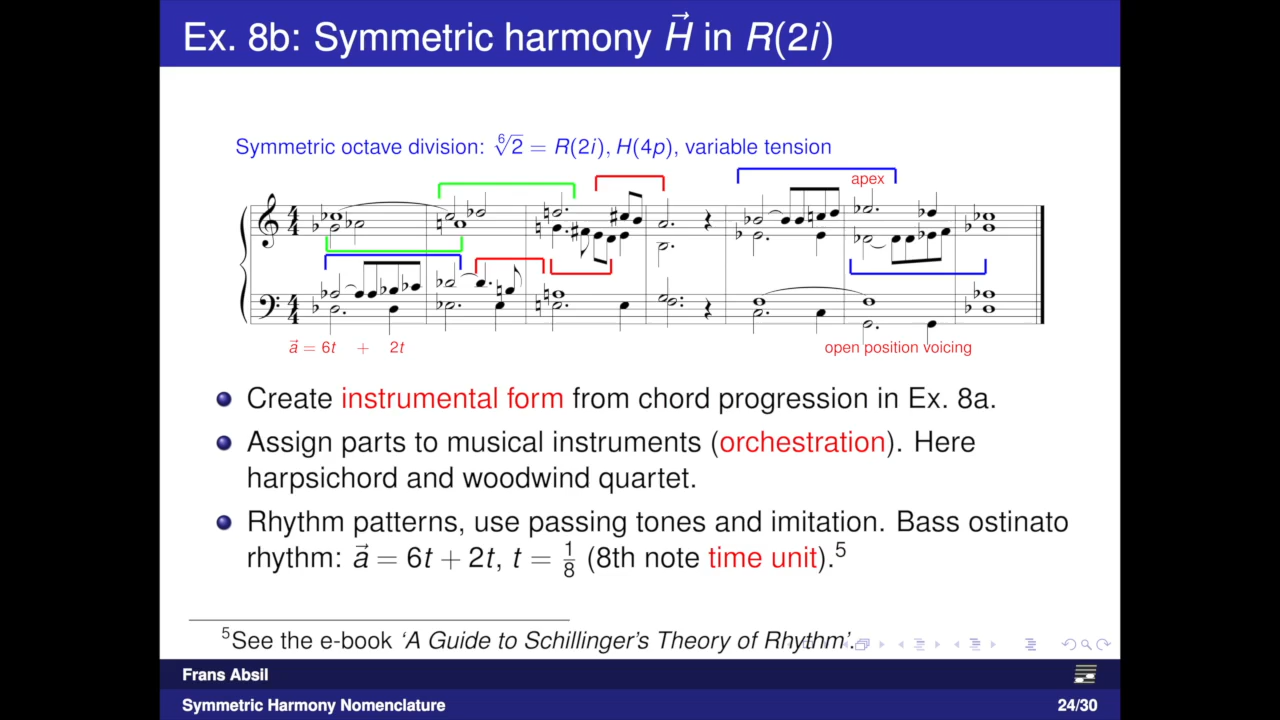 Ex. 8b: Symmetric harmony H⃗ in R(2i)
Symmetric octave division: ⁶√2 = R(2i), H(4p), variable tension
apex
a⃗ = 6t + 2t
open position voicing
Create instrumental form from chord progression in Ex. 8a.
Assign parts to musical instruments (orchestration). Here
harpsichord and woodwind quartet.
Rhythm patterns, use passing tones and imitation. Bass ostinato
rhythm: a⃗ = 6t + 2t, t = 1/8 (8th note time unit).⁵
⁵See the e-book ‘A Guide to Schillinger’s Theory of Rhythm’.
Frans Absil
Symmetric Harmony Nomenclature
24/30